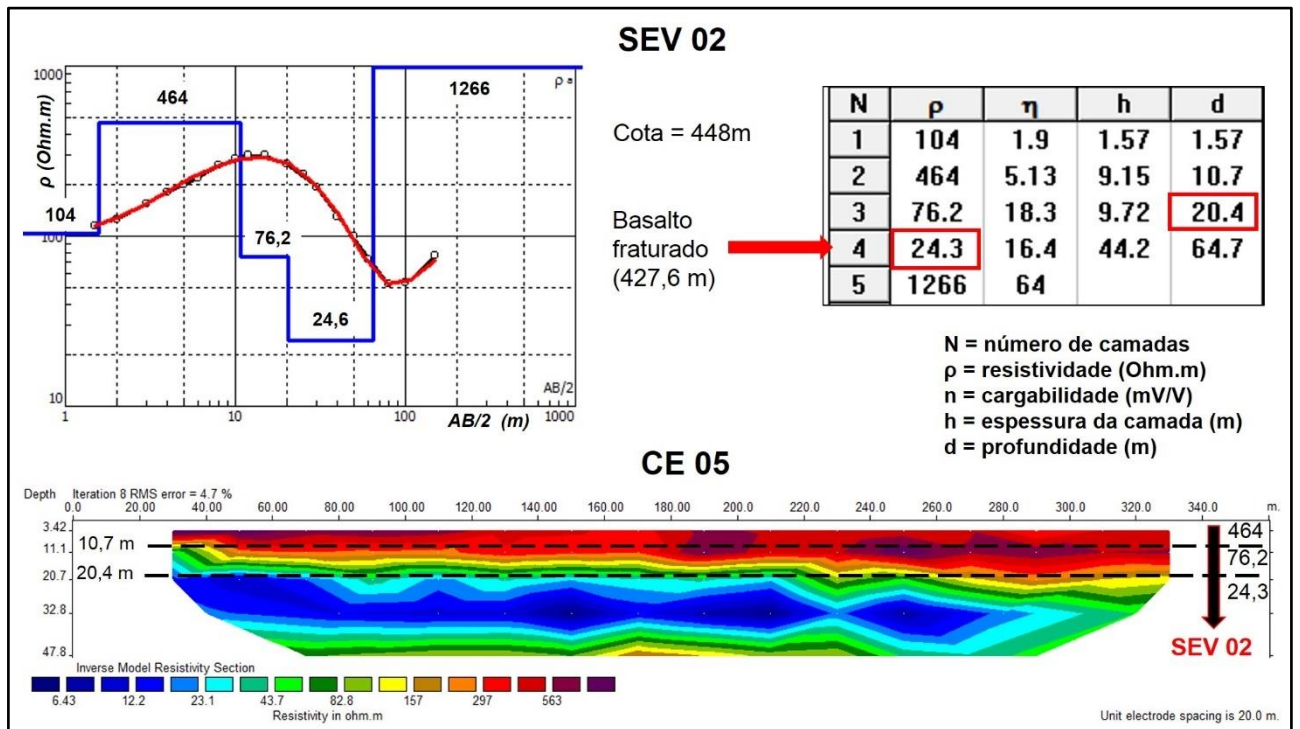 SEV 02
1000
ρ (Ohm.m)
464
1266
ρ a
104
100
76,2
24,6
10
AB/2
1 10 100 1000
AB/2 (m)
Cota = 448m
Basalto
fraturado
(427,6 m)
N ρ η h d
1 104 1.9 1.57 1.57
2 464 5.13 9.15 10.7
3 76.2 18.3 9.72 20.4
4 24.3 16.4 44.2 64.7
5 1266 64
N = número de camadas
ρ = resistividade (Ohm.m)
n = cargabilidade (mV/V)
h = espessura da camada (m)
d = profundidade (m)
CE 05
Depth Iteration 8 RMS error = 4.7 %
0.0 20.00 40.00 60.00 80.00 100.00 120.00 140.00 160.00 180.00 200.0 220.0 240.0 260.0 280.0 300.0 320.0 340.0 m.
3.42 464
11.1 10,7 m 76,2
20.7 20,4 m 24,3
32.8
47.8 SEV 02
Inverse Model Resistivity Section
6.43 12.2 23.1 43.7 82.8 157 297 563
Resistivity in ohm.m
Unit electrode spacing is 20.0 m.